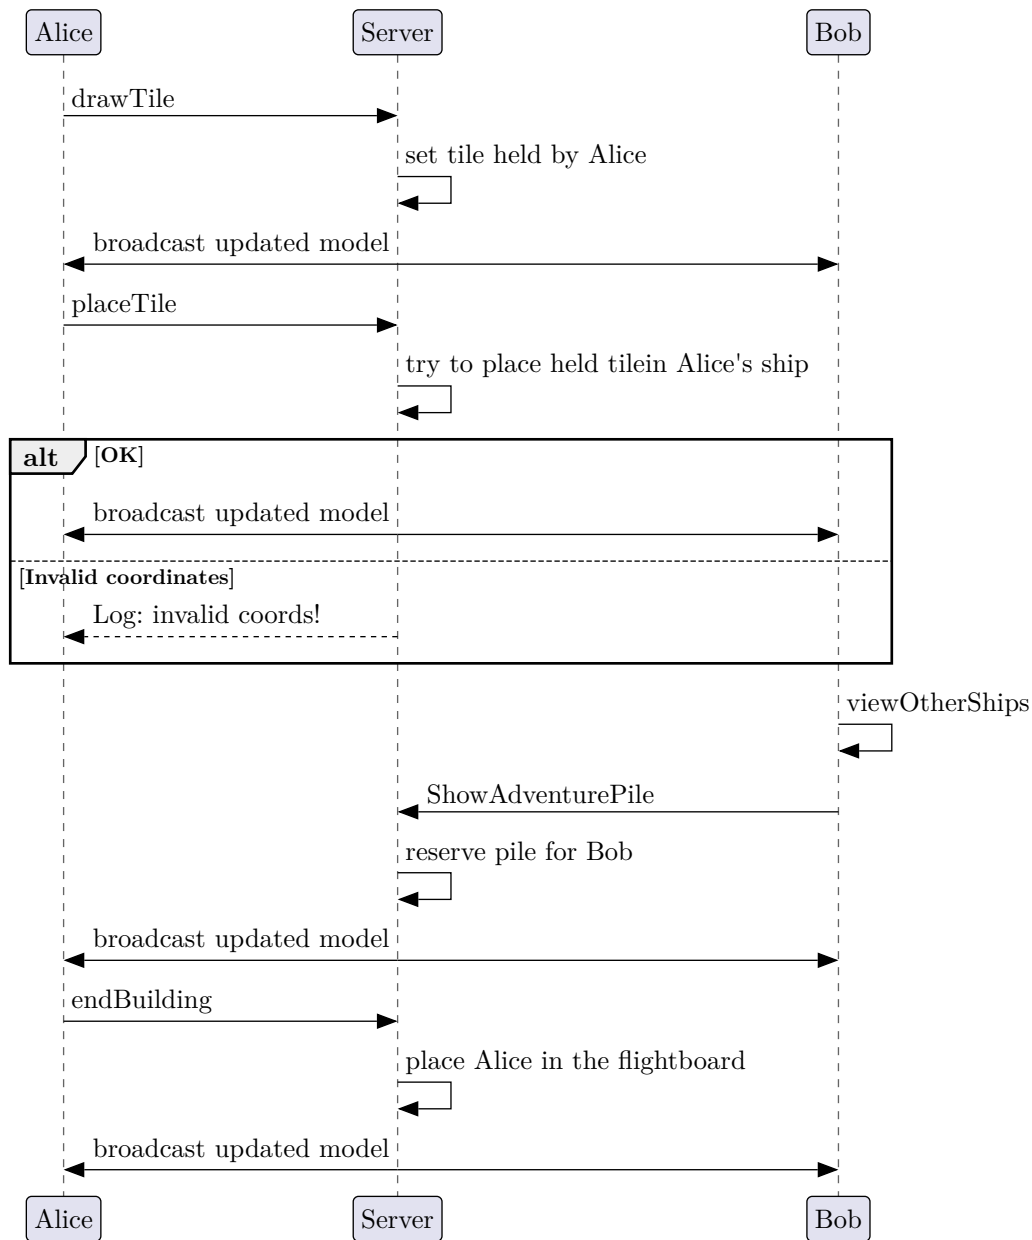 Alice Server Bob
drawTile
set tile held by Alice
broadcast updated model
placeTile
try to place held tilein Alice's ship
alt [OK]
broadcast updated model
[Invalid coordinates]
Log: invalid coords!
viewOtherShips
ShowAdventurePile
reserve pile for Bob
broadcast updated model
endBuilding
place Alice in the flightboard
broadcast updated model
Alice Server Bob